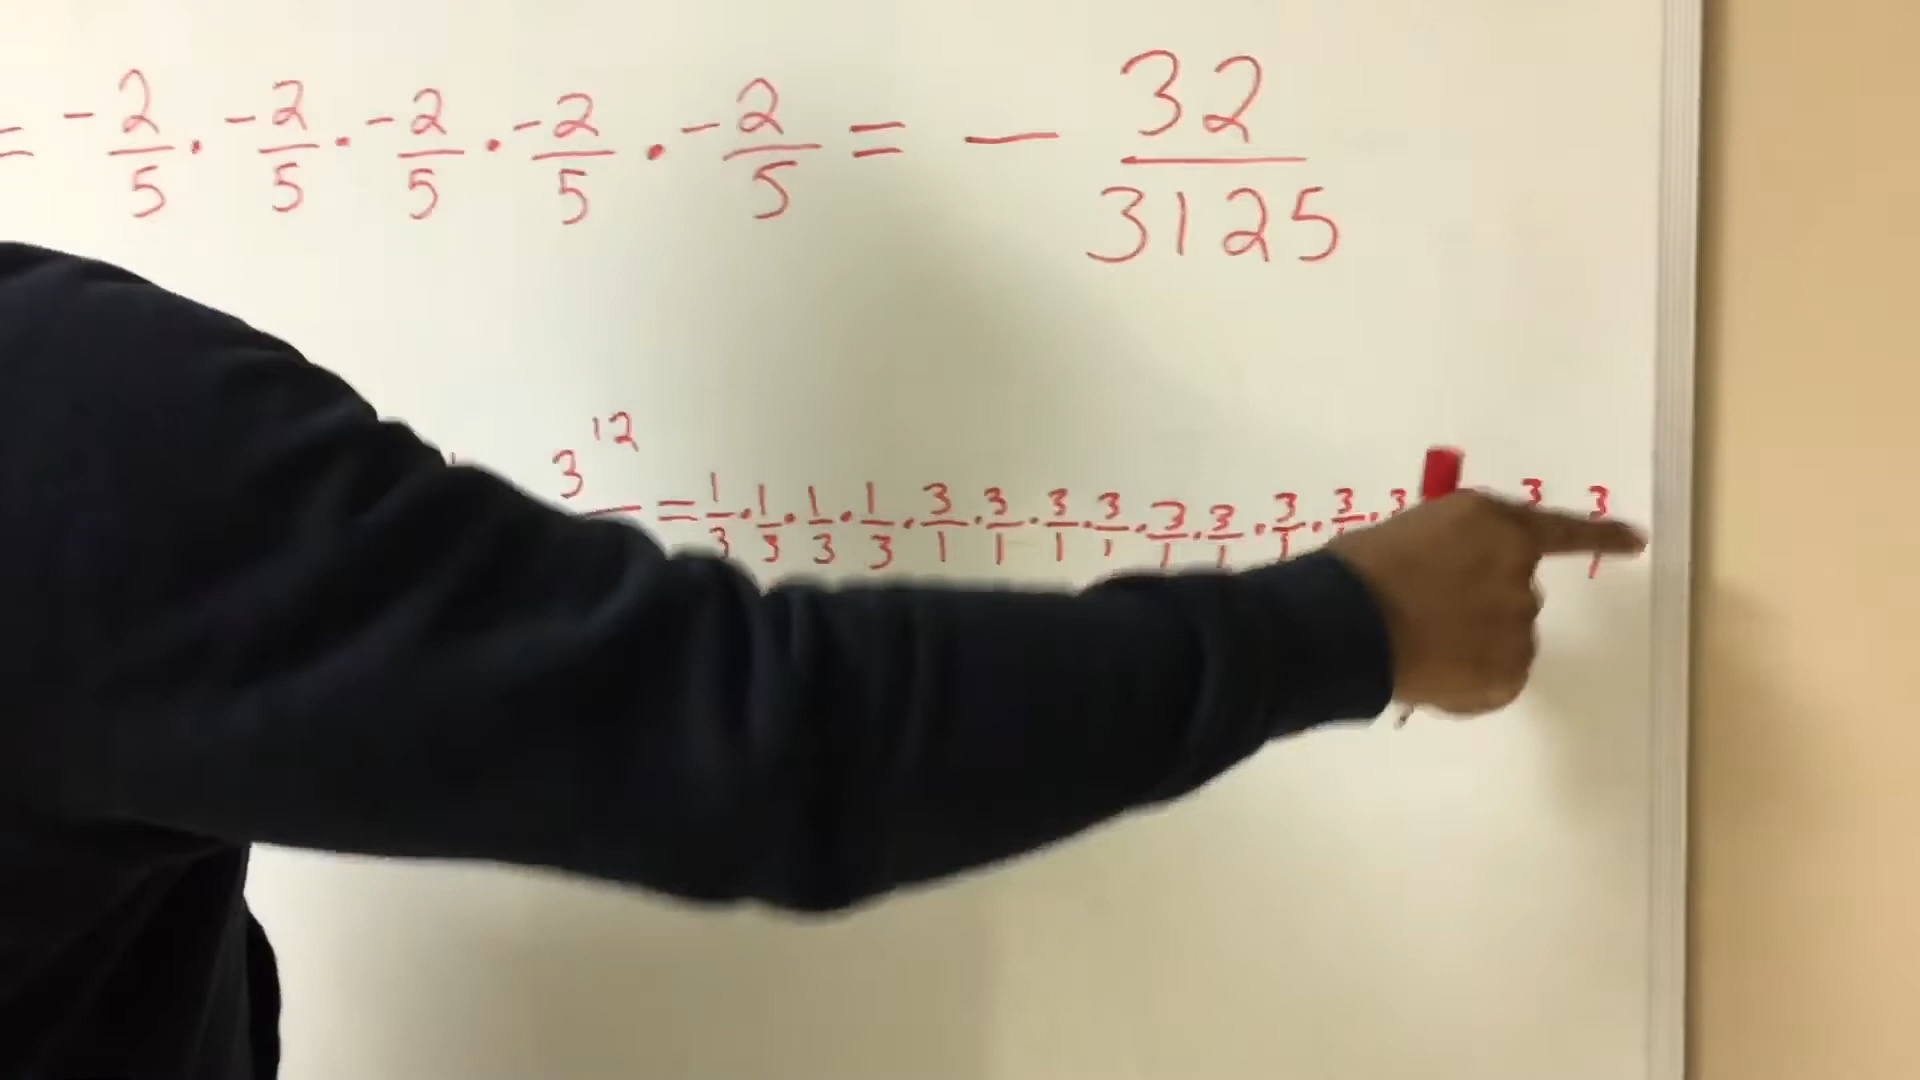 = -2/5 · -2/5 · -2/5 · -2/5 · -2/5 = - 32/3125
3^12 = 1/3 · 1/3 · 1/3 · 1/3 · 3/1 · 3/1 · 3/1 · 3/1 · 3/1 · 3/1 · 3/1 · 3/1 · 3 3 3/1